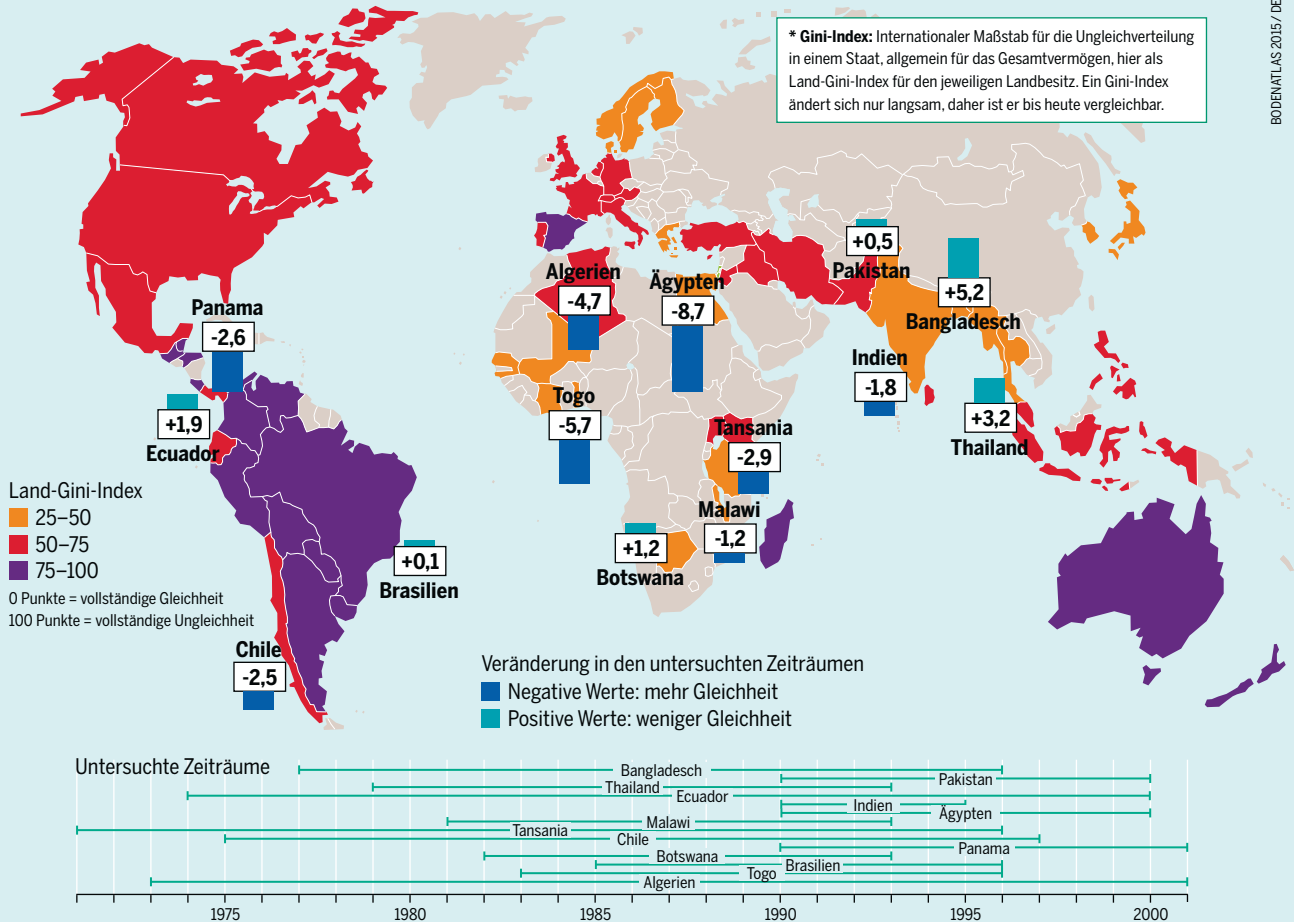 BODENATLAS 2015 / DE
* Gini-Index: Internationaler Maßstab für die Ungleichverteilung
in einem Staat, allgemein für das Gesamtvermögen, hier als
Land-Gini-Index für den jeweiligen Landbesitz. Ein Gini-Index
ändert sich nur langsam, daher ist er bis heute vergleichbar.
Panama
-2,6
+1,9
Ecuador
Algerien
-4,7
Ägypten
-8,7
Togo
-5,7
+0,5
Pakistan
+5,2
Bangladesch
Indien
-1,8
+3,2
Thailand
Tansania
-2,9
Malawi
-1,2
+1,2
Botswana
+0,1
Brasilien
Chile
-2,5
Land-Gini-Index
25–50
50–75
75–100
0 Punkte = vollständige Gleichheit
100 Punkte = vollständige Ungleichheit
Veränderung in den untersuchten Zeiträumen
Negative Werte: mehr Gleichheit
Positive Werte: weniger Gleichheit
Untersuchte Zeiträume
Bangladesch
Pakistan
Thailand
Ecuador
Indien
Ägypten
Malawi
Tansania
Chile
Panama
Botswana
Brasilien
Togo
Algerien
1975
1980
1985
1990
1995
2000